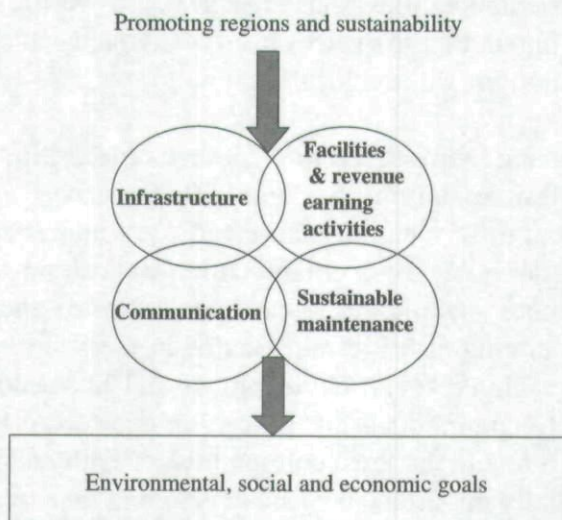 Promoting regions and sustainability
Infrastructure
Facilities
& revenue
earning
activities
Communication
Sustainable
maintenance
Environmental, social and economic goals